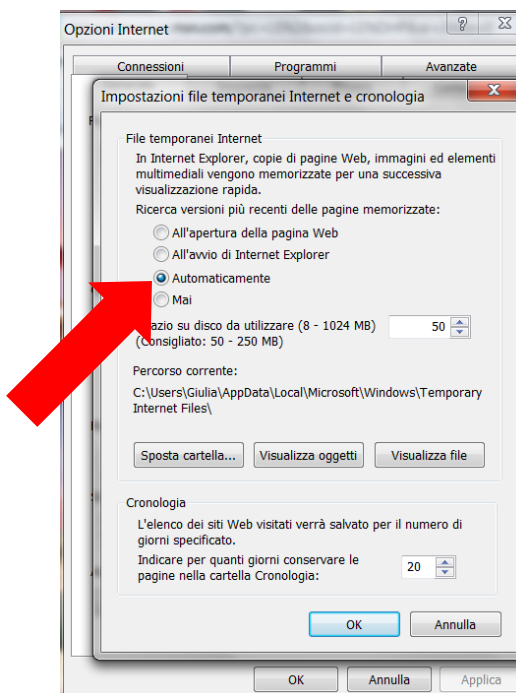 Opzioni Internet
Connessioni
Programmi
Avanzate
Impostazioni file temporanei Internet e cronologia
File temporanei Internet
In Internet Explorer, copie di pagine Web, immagini ed elementi
multimediali vengono memorizzate per una successiva
visualizzazione rapida.
Ricerca versioni più recenti delle pagine memorizzate:
All'apertura della pagina Web
All'avvio di Internet Explorer
Automaticamente
Mai
su disco da utilizzare (8 - 1024 MB)
50
(Consigliato: 50 - 250 MB)
Percorso corrente:
C:\Users\Giulia\AppData\Local\Microsoft\Windows\Temporary
Internet Files\
Sposta cartella...
Visualizza oggetti
Visualizza file
Cronologia
L'elenco dei siti Web visitati verrà salvato per il numero di
giorni specificato.
Indicare per quanti giorni conservare le
pagine nella cartella Cronologia:
20
OK
Annulla
OK
Annulla
Applica